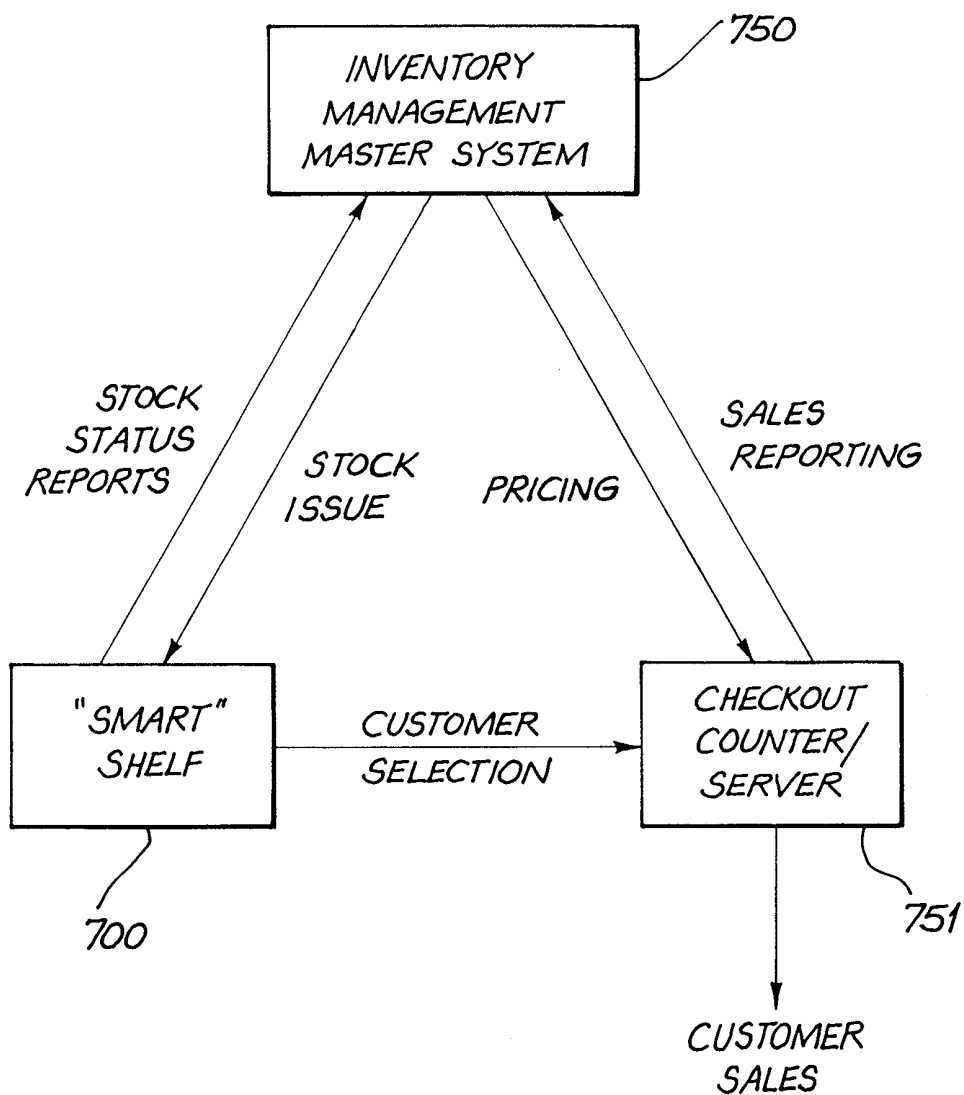 750
INVENTORY
MANAGEMENT
MASTER SYSTEM
STOCK
STATUS
REPORTS
STOCK
ISSUE
PRICING
SALES
REPORTING
"SMART"
SHELF
CUSTOMER
SELECTION
CHECKOUT
COUNTER/
SERVER
700
751
CUSTOMER
SALES